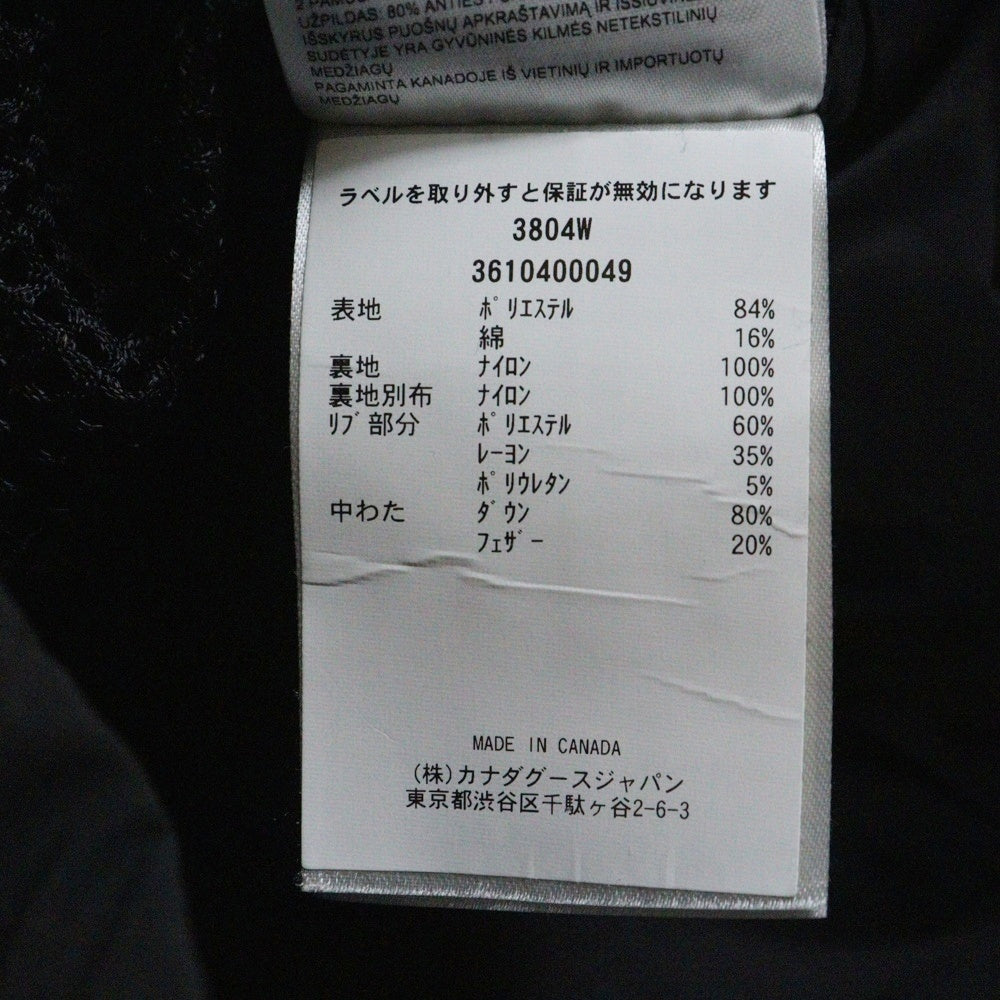 UŽPILDAS: 80% ANTIES
IŠSKYRUS PUOŠNŲ APKRAŠTAVIMĄ IR
SUDĖTYJE YRA GYVŪNINĖS KILMĖS NETEKSTILINIŲ
MEDŽIAGŲ
PAGAMINTA KANADOJE IŠ VIETINIŲ IR IMPORTUOTŲ
MEDŽIAGŲ
ラベルを取り外すと保証が無効になります
3804W
3610400049
表地 ﾎﾟﾘｴｽﾃﾙ 84%
綿 16%
裏地 ﾅｲﾛﾝ 100%
裏地別布 ﾅｲﾛﾝ 100%
ﾘﾌﾞ部分 ﾎﾟﾘｴｽﾃﾙ 60%
ﾚｰﾖﾝ 35%
ﾎﾟﾘｳﾚﾀﾝ 5%
中わた ﾀﾞｳﾝ 80%
ﾌｪｻﾞｰ 20%
MADE IN CANADA
(株)カナダグースジャパン
東京都渋谷区千駄ヶ谷2-6-3